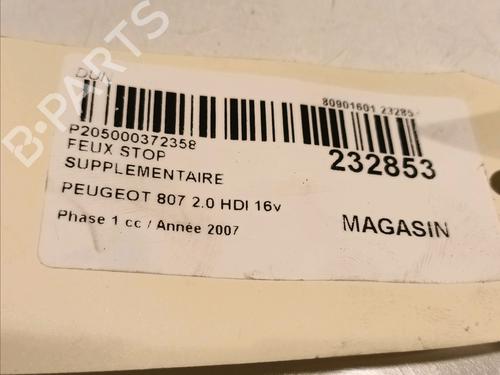 DUN
80901601 23285
P205000372358
FEUX STOP
SUPPLEMENTAIRE
232853
PEUGEOT 807 2.0 HDI 16v
Phase 1 cc / Année 2007
MAGASIN
B-PARTS